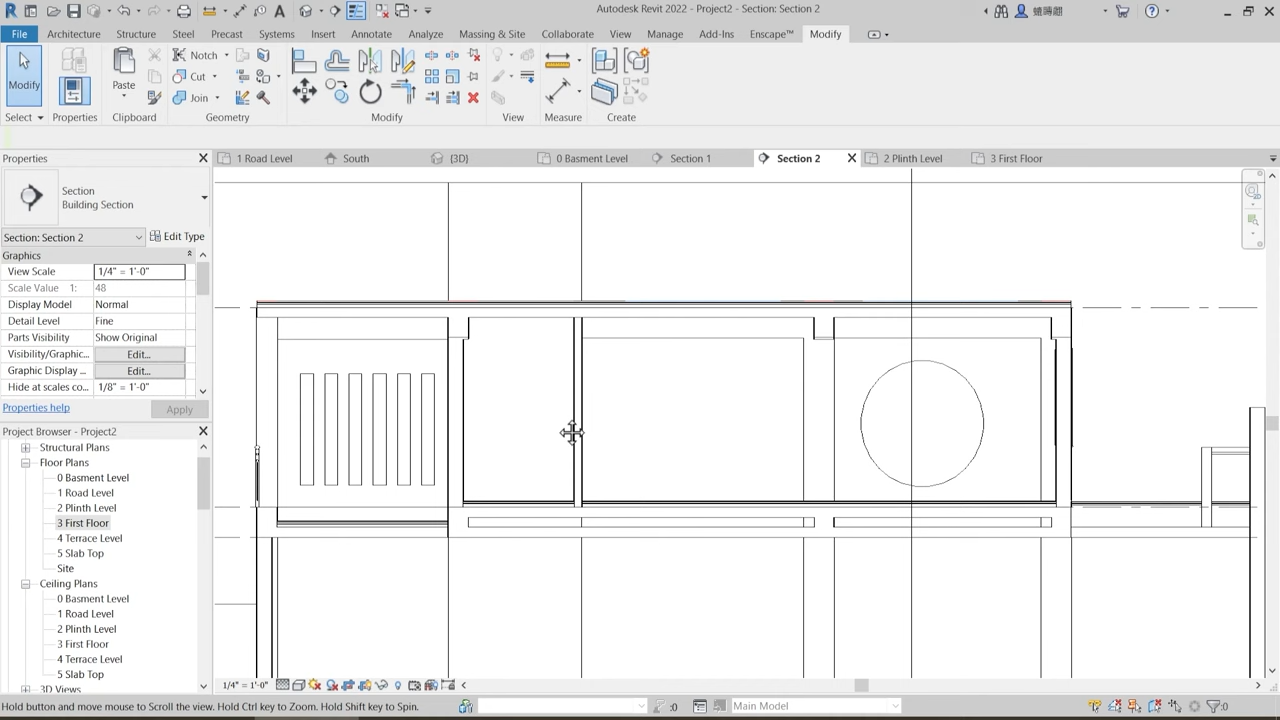 Autodesk Revit 2022 - Project2 - Section: Section 2
File Architecture Structure Steel Precast Systems Insert Annotate Analyze Massing & Site Collaborate View Manage Add-Ins Enscape™ Modify
Notch
Cut
Join
Modify
Paste
Select Properties Clipboard Geometry Modify View Measure Create
Properties
1 Road Level South {3D} 0 Basment Level Section 1 Section 2 2 Plinth Level 3 First Floor
Section
Building Section
Section: Section 2 Edit Type
Graphics
View Scale 1/4" = 1'-0"
Scale Value 1: 48
Display Model Normal
Detail Level Fine
Parts Visibility Show Original
Visibility/Graphic... Edit...
Graphic Display ... Edit...
Hide at scales co... 1/8" = 1'-0"
Properties help Apply
Project Browser - Project2
Structural Plans
Floor Plans
0 Basment Level
1 Road Level
2 Plinth Level
3 First Floor
4 Terrace Level
5 Slab Top
Site
Ceiling Plans
0 Basment Level
1 Road Level
2 Plinth Level
3 First Floor
4 Terrace Level
5 Slab Top
3D Views
1/4" = 1'-0"
Hold button and move mouse to Scroll the view. Hold Ctrl key to Zoom. Hold Shift key to Spin. :0 Main Model :0